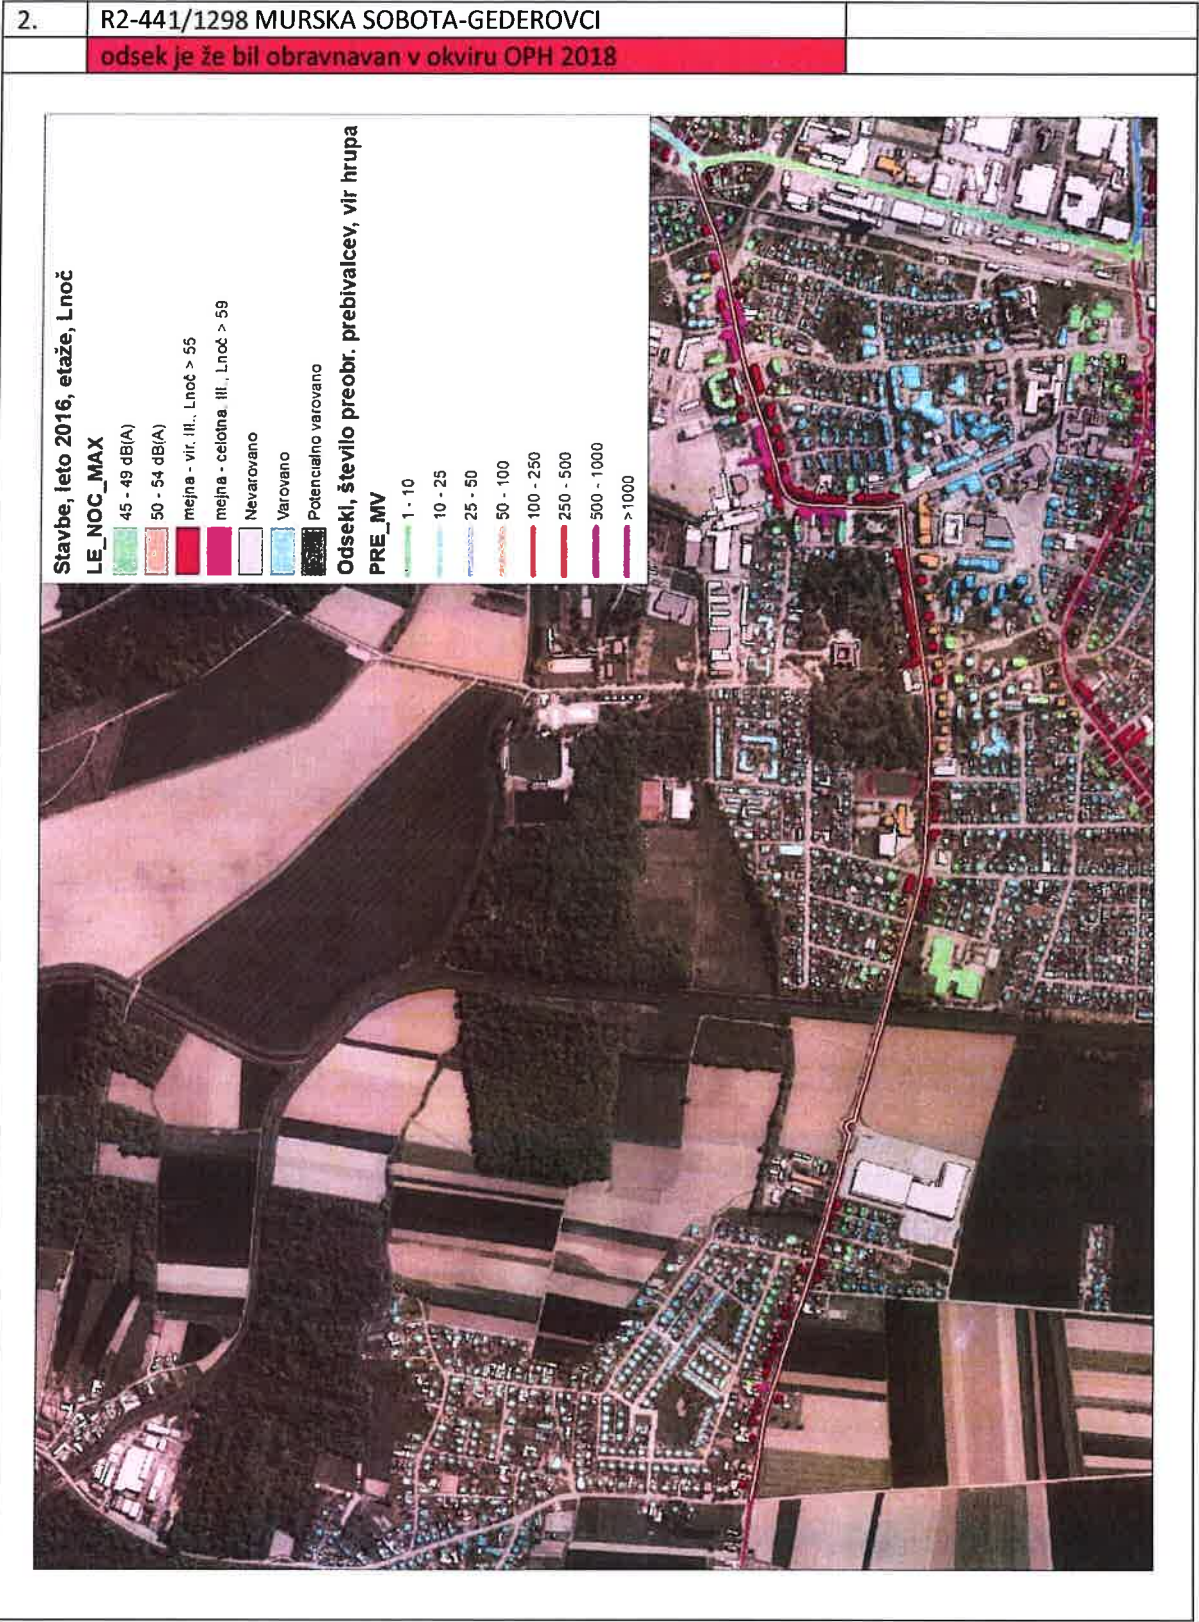 2. R2-441/1298 MURSKA SOBOTA-GEDEROVCI
odsek je že bil obravnavan v okviru OPH 2018
Stavbe, leto 2016, etaže, Lnoč
LE_NOC_MAX
45 - 49 dB(A)
50 - 54 dB(A)
mejna - vir, III., Lnoč > 55
mejna - celotna, III., Lnoč > 59
Nevarovano
Varovano
Potencialno varovano
Odseki, število preobr. prebivalcev, vir hrupa
PRE_MV
1 - 10
10 - 25
25 - 50
50 - 100
100 - 250
250 - 500
500 - 1000
>1000